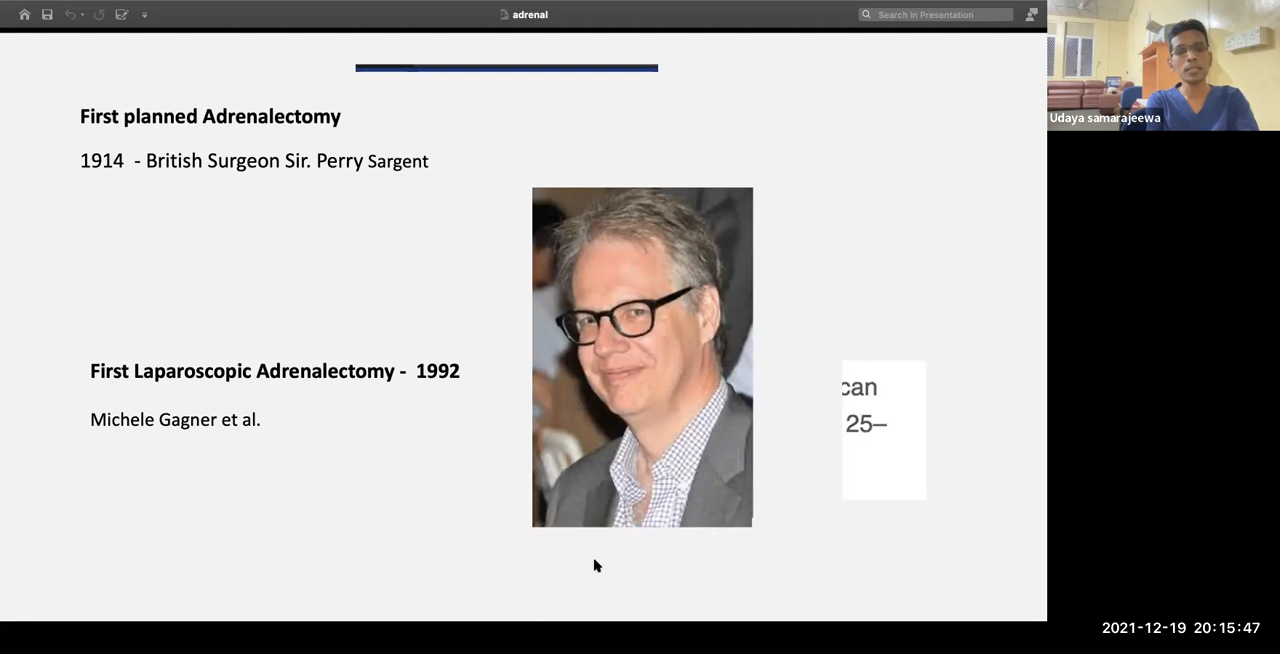 adrenal
Search in Presentation
First planned Adrenalectomy
1914 - British Surgeon Sir. Perry Sargent
First Laparoscopic Adrenalectomy - 1992
Michele Gagner et al.
can
25–
Udaya samarajeewa
2021-12-19 20:15:47